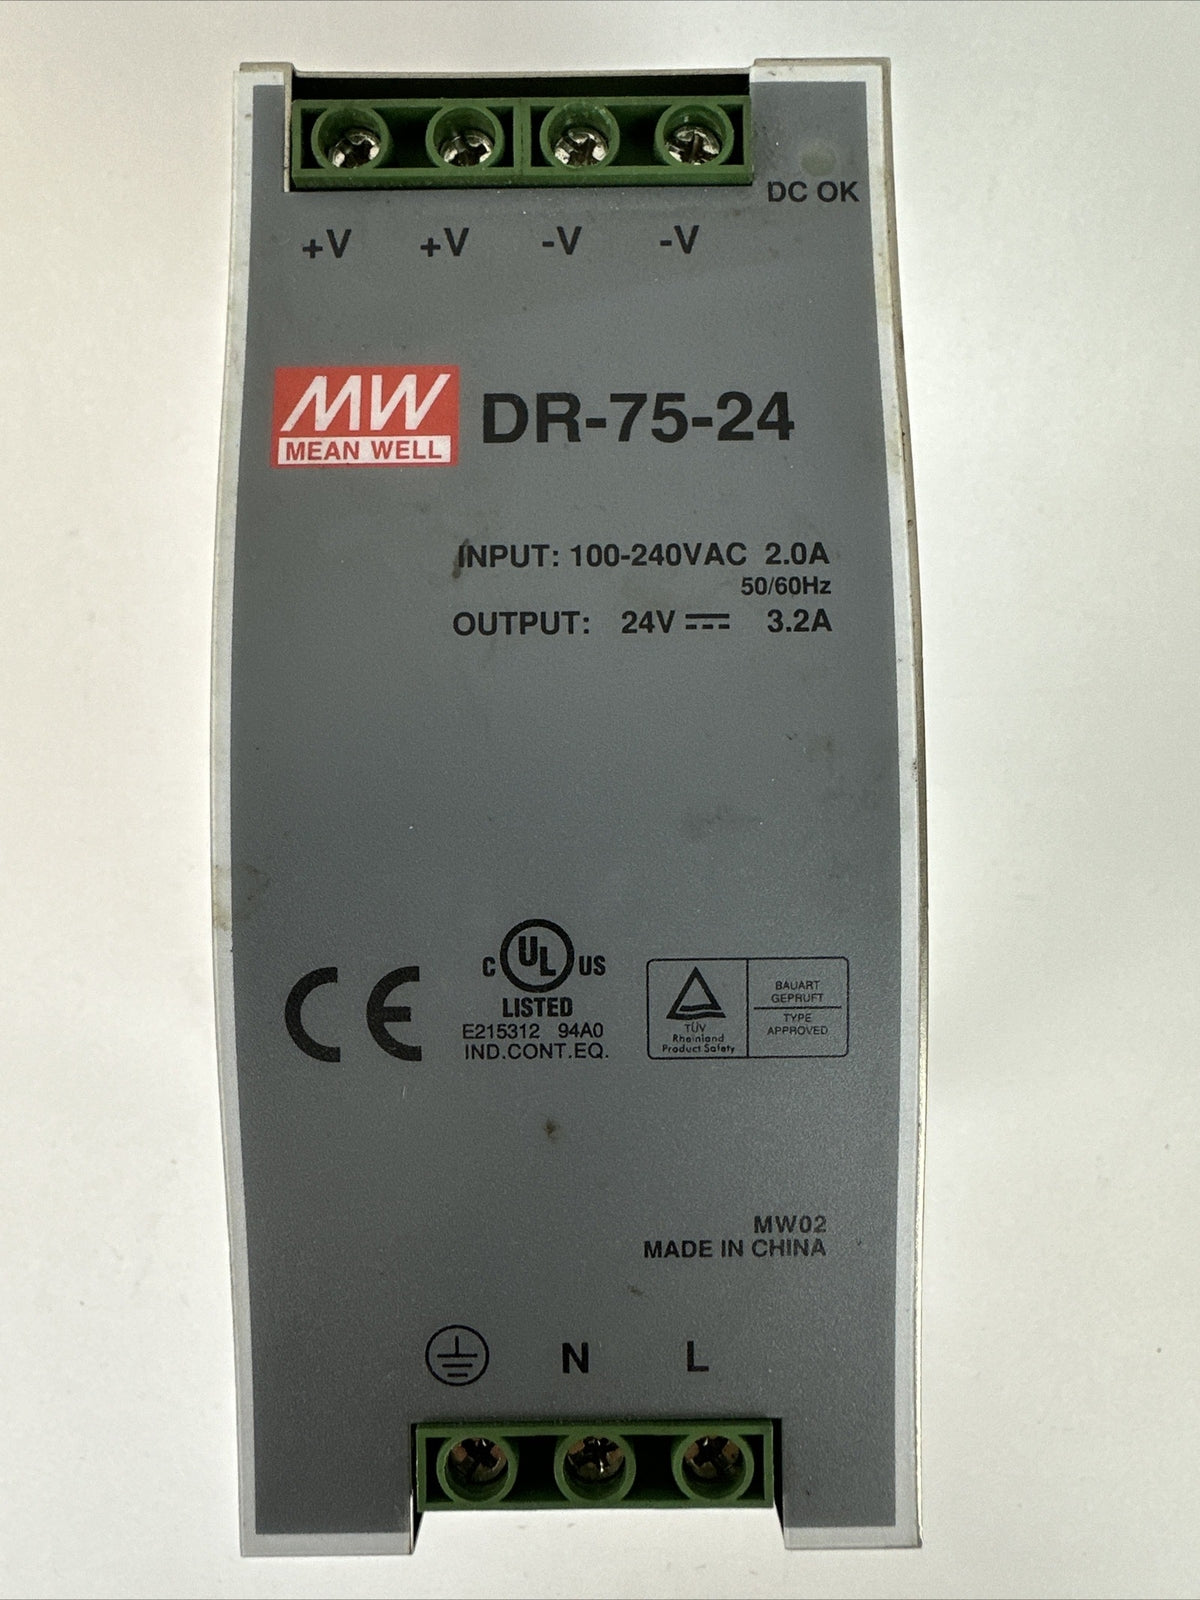 DC OK
+V +V -V -V
MW
MEAN WELL
DR-75-24
INPUT: 100-240VAC 2.0A
50/60Hz
OUTPUT: 24V 3.2A
CE
C UL US
LISTED
E215312 94A0
IND.CONT.EQ.
TÜV
Rheinland
Product Safety
BAUART
GEPRUFT
TYPE
APPROVED
MW02
MADE IN CHINA
N L